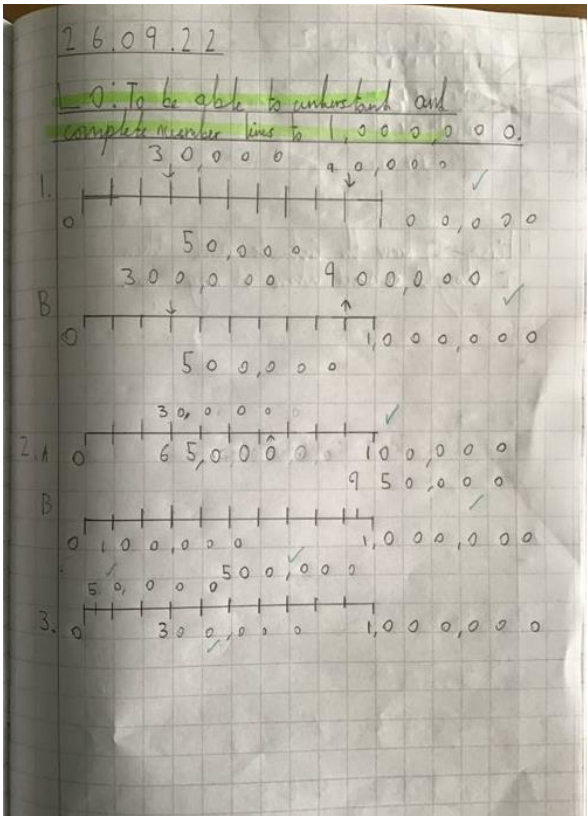 26.09.22
LO: To be able to understand and
complete number lines to 1,000,000.
30,000 90,000
1.
0 100,000
50,000
300,000 900,000
B
0 1,000,000
500,000
30,000
2.A 0 65,000 100,000
950,000
B
0 100,000 1,000,000
500,000
50,000
3. 0 300,000 1,000,000